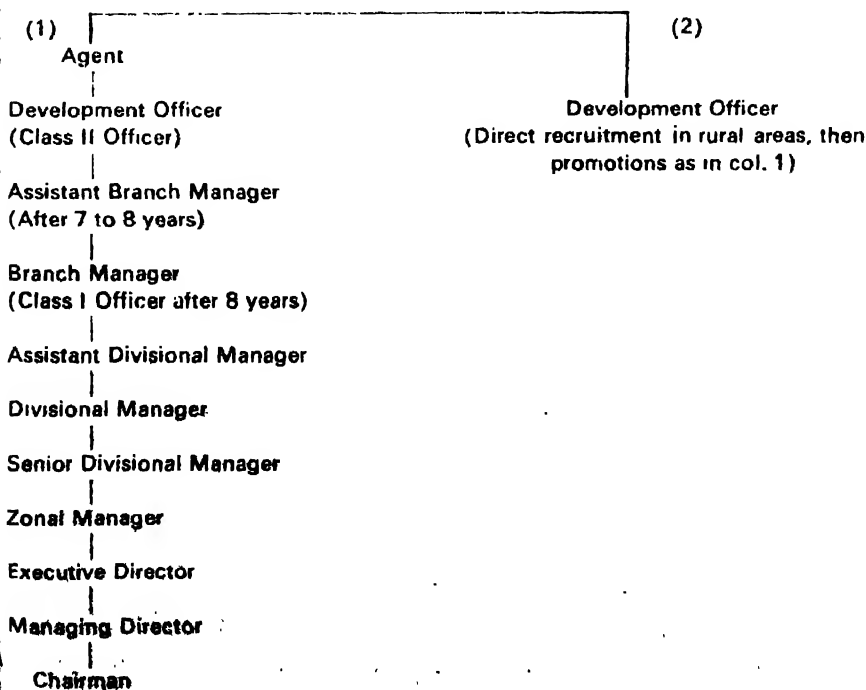 (1)
Agent
Development Officer
(Class II Officer)
Assistant Branch Manager
(After 7 to 8 years)
Branch Manager
(Class I Officer after 8 years)
Assistant Divisional Manager
Divisional Manager
Senior Divisional Manager
Zonal Manager
Executive Director
Managing Director
Chairman
(2)
Development Officer
(Direct recruitment in rural areas, then
promotions as in col. 1)